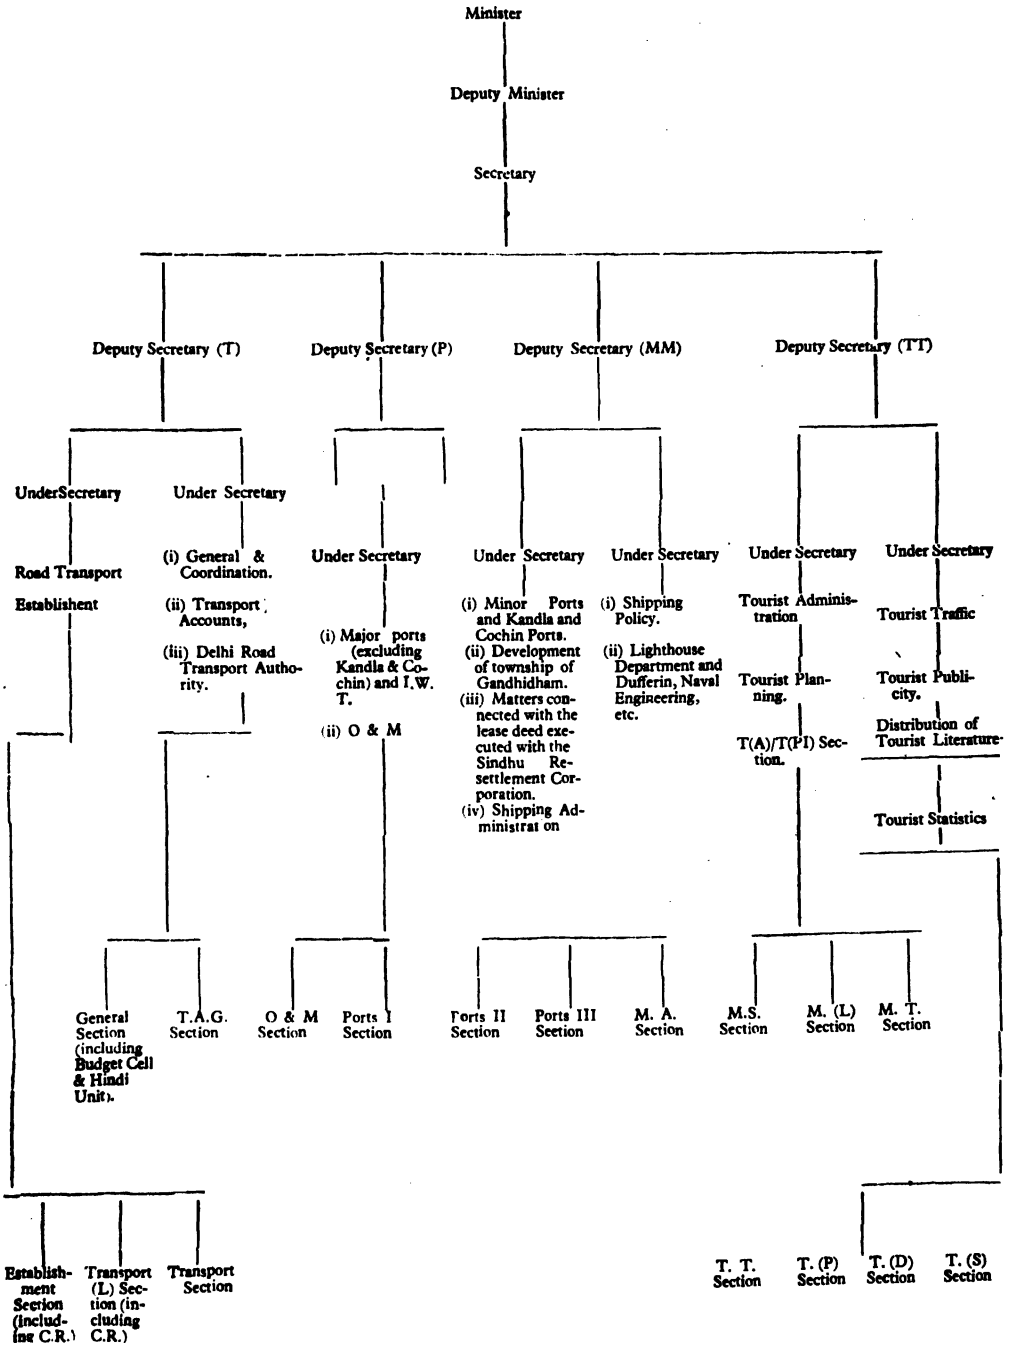 Minister
Deputy Minister
Secretary
Deputy Secretary (T)
Deputy Secretary (P)
Deputy Secretary (MM)
Deputy Secretary (TT)
UnderSecretary
Road Transport
Establishent
Under Secretary
(i) General &
Coordination.
(ii) Transport
Accounts,
(iii) Delhi Road
Transport Autho-
rity.
Under Secretary
(i) Major ports
(excluding
Kandla & Co-
chin) and I.W.
T.
(ii) O & M
Under Secretary
(i) Minor Ports
and Kandla and
Cochin Ports.
(ii) Development
of township of
Gandhidham.
(iii) Matters con-
nected with the
lease deed exe-
cuted with the
Sindhu Re-
settlement Cor-
poration.
(iv) Shipping Ad-
ministrat on
Under Secretary
(i) Shipping
Policy.
(ii) Lighthouse
Department and
Dufferin, Naval
Engineering,
etc.
Under Secretary
Tourist Adminis-
tration
Tourist Plan-
ning.
T(A)/T(Pl) Sec-
tion.
Under Secretary
Tourist Traffic
Tourist Publi-
city.
Distribution of
Tourist Literature
Tourist Statistics
General
Section
(including
Budget Cell
& Hindi
Unit).
T.A.G.
Section
O & M
Section
Ports I
Section
Ports II
Section
Ports III
Section
M. A.
Section
M.S.
Section
M. (L)
Section
M. T.
Section
Establish-
ment
Section
(includ-
ing C.R.)
Transport
(L) Sec-
tion (in-
cluding
C.R.)
Transport
Section
T. T.
Section
T. (P)
Section
T. (D)
Section
T. (S)
Section